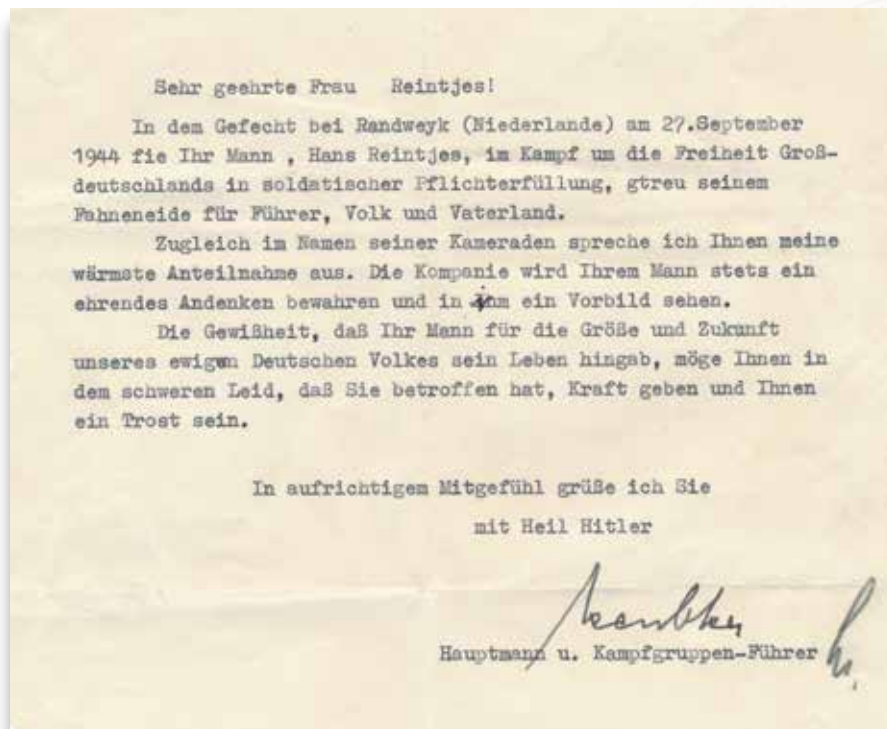 Sehr geehrte Frau Reintjes!
In dem Gefecht bei Randweyk (Niederlande) am 27.September
1944 fie Ihr Mann , Hans Reintjes, im Kampf um die Freiheit Groß-
deutschlands in soldatischer Pflichterfüllung, gtreu seinem
Fahneneide für Führer, Volk und Vaterland.
Zugleich im Namen seiner Kameraden spreche ich Ihnen meine
wärmste Anteilnahme aus. Die Kompanie wird Ihrem Mann stets ein
ehrendes Andenken bewahren und in ihm ein Vorbild sehen.
Die Gewißheit, daß Ihr Mann für die Größe und Zukunft
unseres ewigen Deutschen Volkes sein Leben hingab, möge Ihnen in
dem schweren Leid, daß Sie betroffen hat, Kraft geben und Ihnen
ein Trost sein.
In aufrichtigem Mitgefühl grüße ich Sie
mit Heil Hitler
Hauptmann u. Kampfgruppen-Führer